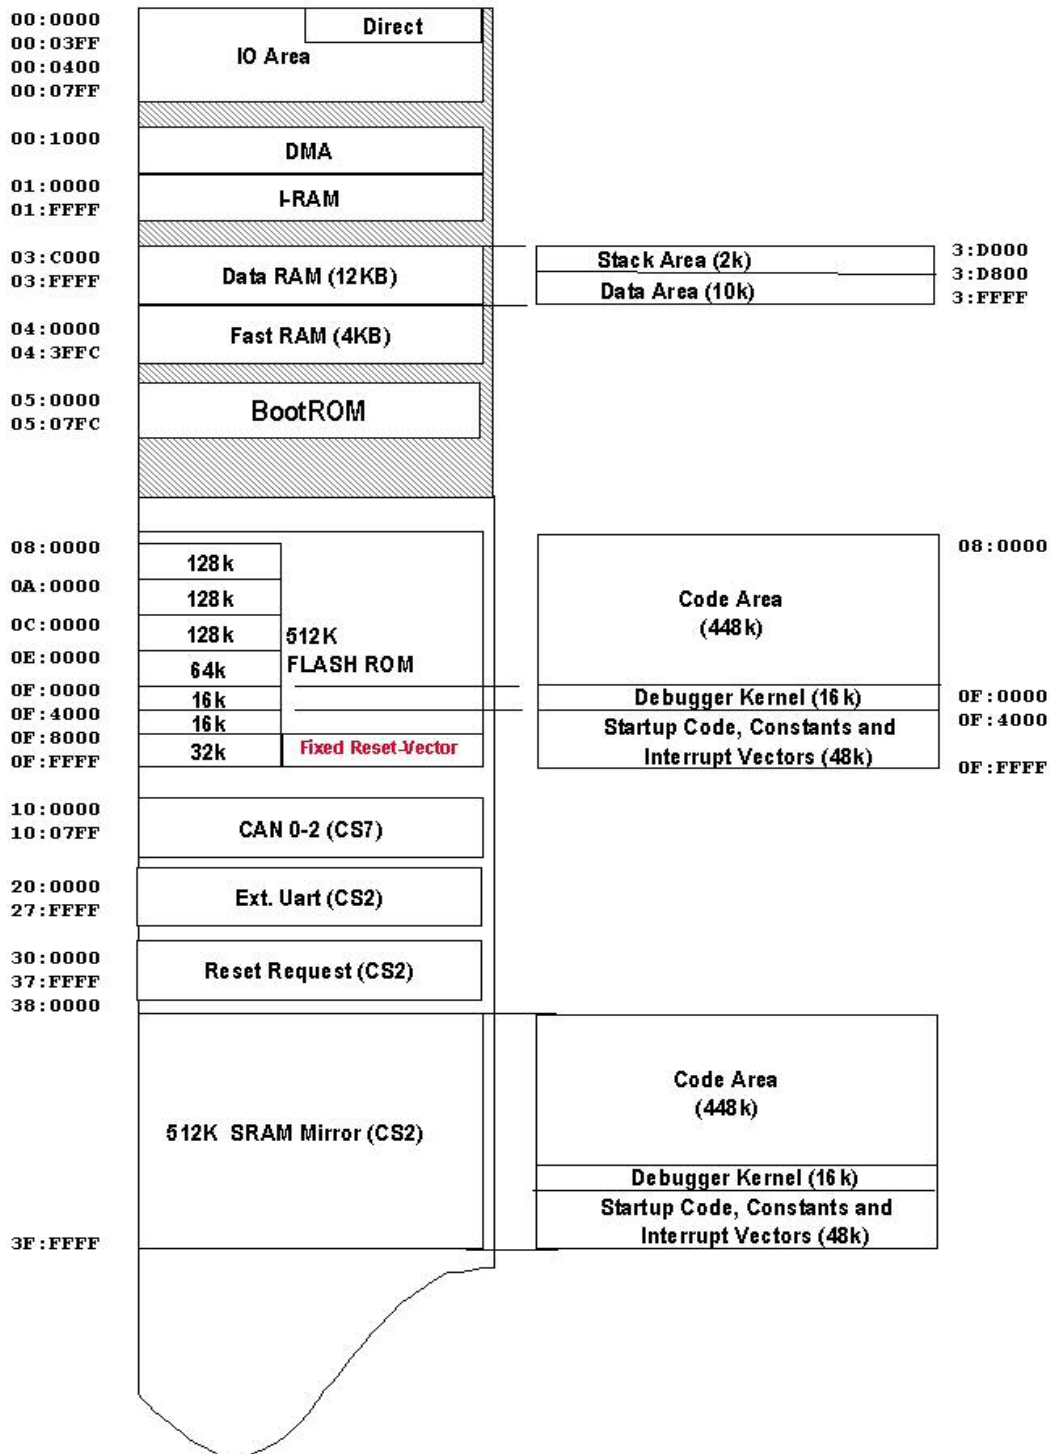 00:0000
Direct
00:03FF
IO Area
00:0400
00:07FF
00:1000
DMA
01:0000
I-RAM
01:FFFF
03:C000
Data RAM (12KB)
03:FFFF
Stack Area (2k)
3:D000
3:D800
Data Area (10k)
3:FFFF
04:0000
Fast RAM (4KB)
04:3FFC
05:0000
BootROM
05:07FC
08:0000
128k
0A:0000
128k
0C:0000
128k
0E:0000
64k
0F:0000
16k
0F:4000
16k
0F:8000
32k
0F:FFFF
512K
FLASH ROM
Fixed Reset-Vector
08:0000
Code Area
(448k)
Debugger Kernel (16k)
0F:0000
0F:4000
Startup Code, Constants and
Interrupt Vectors (48k)
0F:FFFF
10:0000
CAN 0-2 (CS7)
10:07FF
20:0000
Ext. Uart (CS2)
27:FFFF
30:0000
Reset Request (CS2)
37:FFFF
38:0000
512K SRAM Mirror (CS2)
3F:FFFF
Code Area
(448k)
Debugger Kernel (16k)
Startup Code, Constants and
Interrupt Vectors (48k)